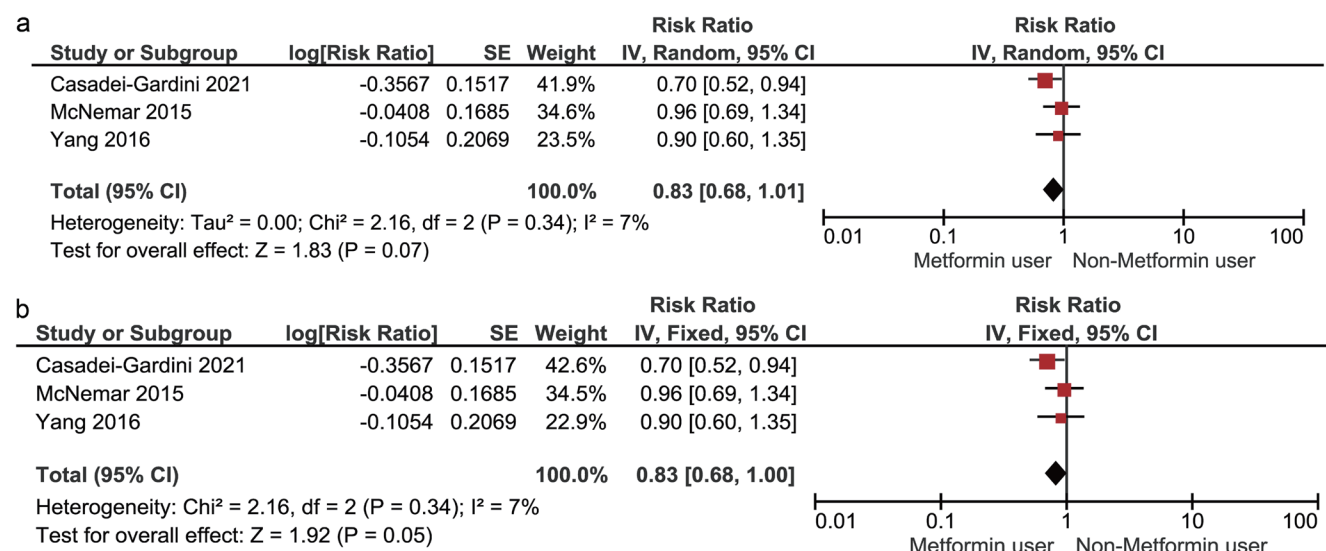 a
Risk Ratio Risk Ratio
Study or Subgroup log[Risk Ratio] SE Weight IV, Random, 95% CI IV, Random, 95% CI
Casadei-Gardini 2021 -0.3567 0.1517 41.9% 0.70 [0.52, 0.94]
McNemar 2015 -0.0408 0.1685 34.6% 0.96 [0.69, 1.34]
Yang 2016 -0.1054 0.2069 23.5% 0.90 [0.60, 1.35]
Total (95% CI) 100.0% 0.83 [0.68, 1.01]
Heterogeneity: Tau² = 0.00; Chi² = 2.16, df = 2 (P = 0.34); I² = 7%
Test for overall effect: Z = 1.83 (P = 0.07)
0.01 0.1 1 10 100
Metformin user Non-Metformin user
b
Risk Ratio Risk Ratio
Study or Subgroup log[Risk Ratio] SE Weight IV, Fixed, 95% CI IV, Fixed, 95% CI
Casadei-Gardini 2021 -0.3567 0.1517 42.6% 0.70 [0.52, 0.94]
McNemar 2015 -0.0408 0.1685 34.5% 0.96 [0.69, 1.34]
Yang 2016 -0.1054 0.2069 22.9% 0.90 [0.60, 1.35]
Total (95% CI) 100.0% 0.83 [0.68, 1.00]
Heterogeneity: Chi² = 2.16, df = 2 (P = 0.34); I² = 7%
Test for overall effect: Z = 1.92 (P = 0.05)
0.01 0.1 1 10 100
Metformin user Non-Metformin user